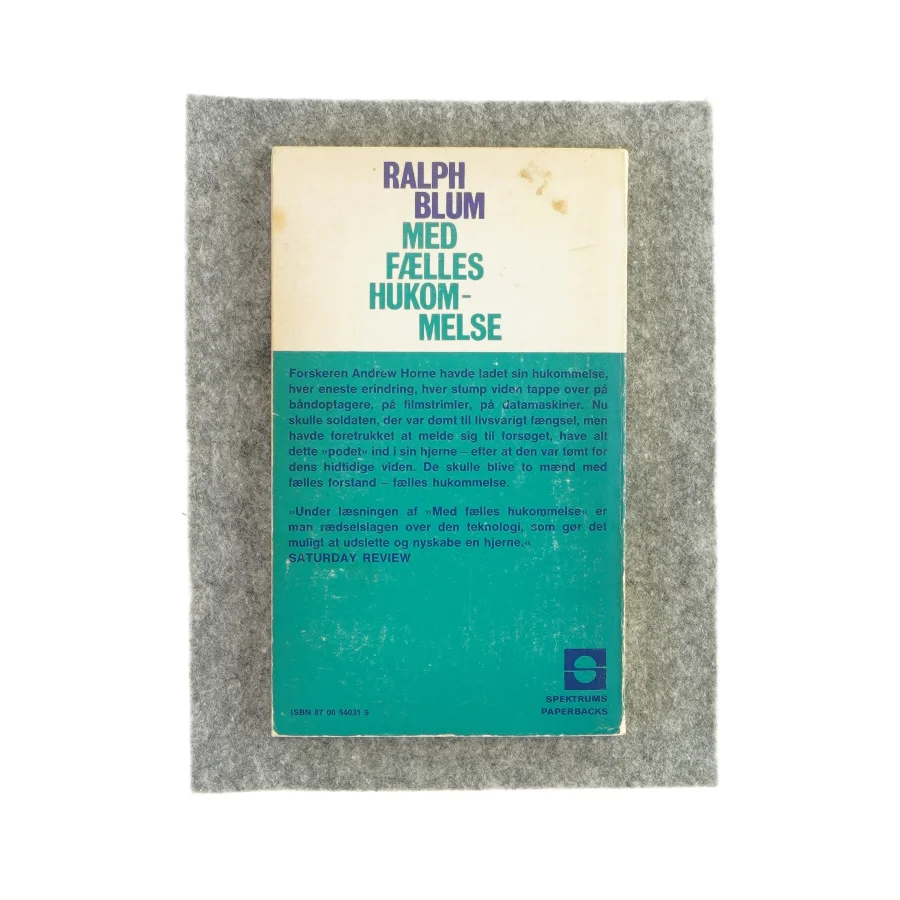 RALPH
BLUM
MED
FÆLLES
HUKOM-
MELSE
Forskeren Andrew Horne havde ladet sin hukommelse,
hver eneste erindring, hver stump viden tappe over på
båndoptagere, på filmstrimler, på datamaskiner. Nu
skulle soldaten, der var dømt til livsvarigt fængsel, men
havde foretrukket at melde sig til forsøget, have alt
dette »podet« ind i sin hjerne – efter at den var tømt for
dens hidtidige viden. De skulle blive to mænd med
fælles forstand – fælles hukommelse.
»Under læsningen af »Med fælles hukommelse« er
man rædselslagen over den teknologi, som gør det
muligt at udslette og nyskabe en hjerne.«
SATURDAY REVIEW
SPEKTRUMS
PAPERBACKS
ISBN 87 00 54031 5